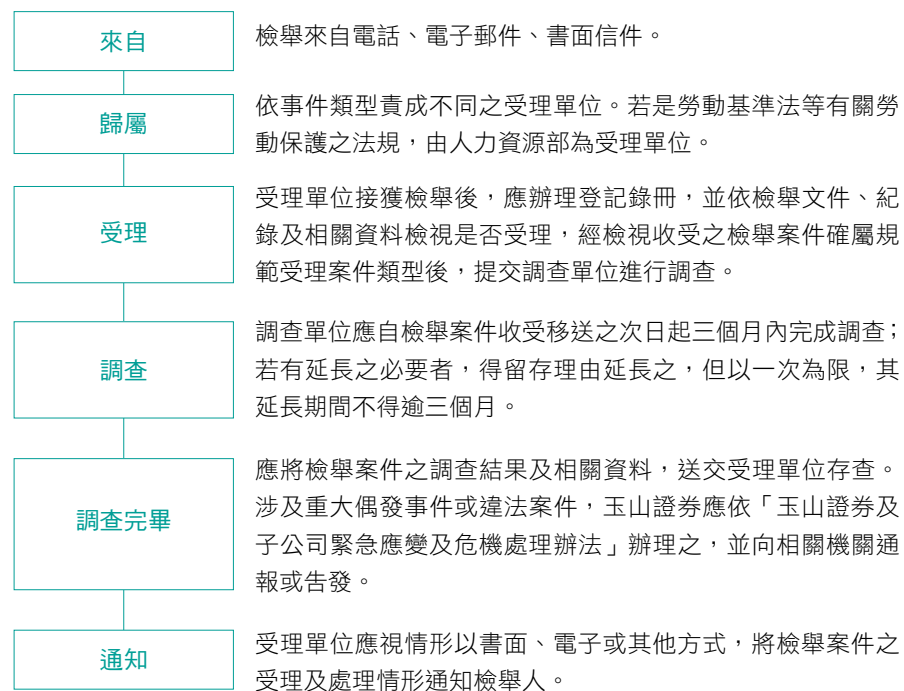 來自
檢舉來自電話、電子郵件、書面信件。
歸屬
依事件類型責成不同之受理單位。若是勞動基準法等有關勞
動保護之法規，由人力資源部為受理單位。
受理
受理單位接獲檢舉後，應辦理登記錄冊，並依檢舉文件、紀
錄及相關資料檢視是否受理，經檢視收受之檢舉案件確屬規
範受理案件類型後，提交調查單位進行調查。
調查
調查單位應自檢舉案件收受移送之次日起三個月內完成調查；
若有延長之必要者，得留存理由延長之，但以一次為限，其
延長期間不得逾三個月。
調查完畢
應將檢舉案件之調查結果及相關資料，送交受理單位存查。
涉及重大偶發事件或違法案件，玉山證券應依「玉山證券及
子公司緊急應變及危機處理辦法」辦理之，並向相關機關通
報或告發。
通知
受理單位應視情形以書面、電子或其他方式，將檢舉案件之
受理及處理情形通知檢舉人。